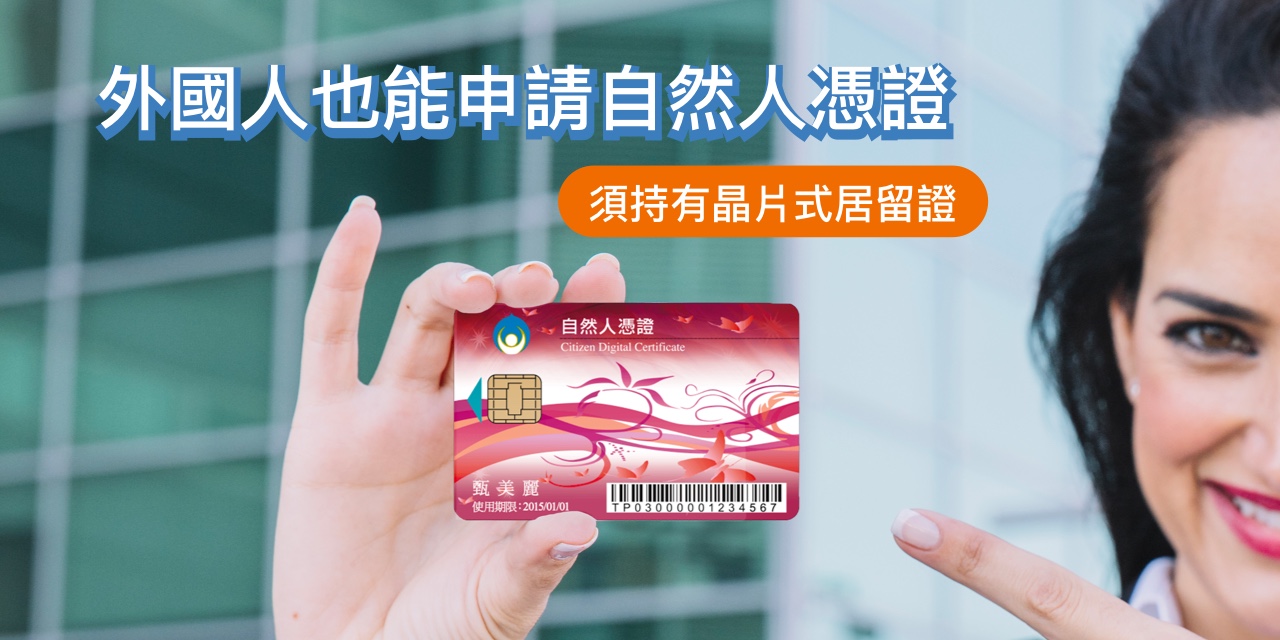 外國人也能申請自然人憑證
須持有晶片式居留證
自然人憑證
Citizen Digital Certificate
甄美麗
使用期限：2015/01/01
TP03000001234567